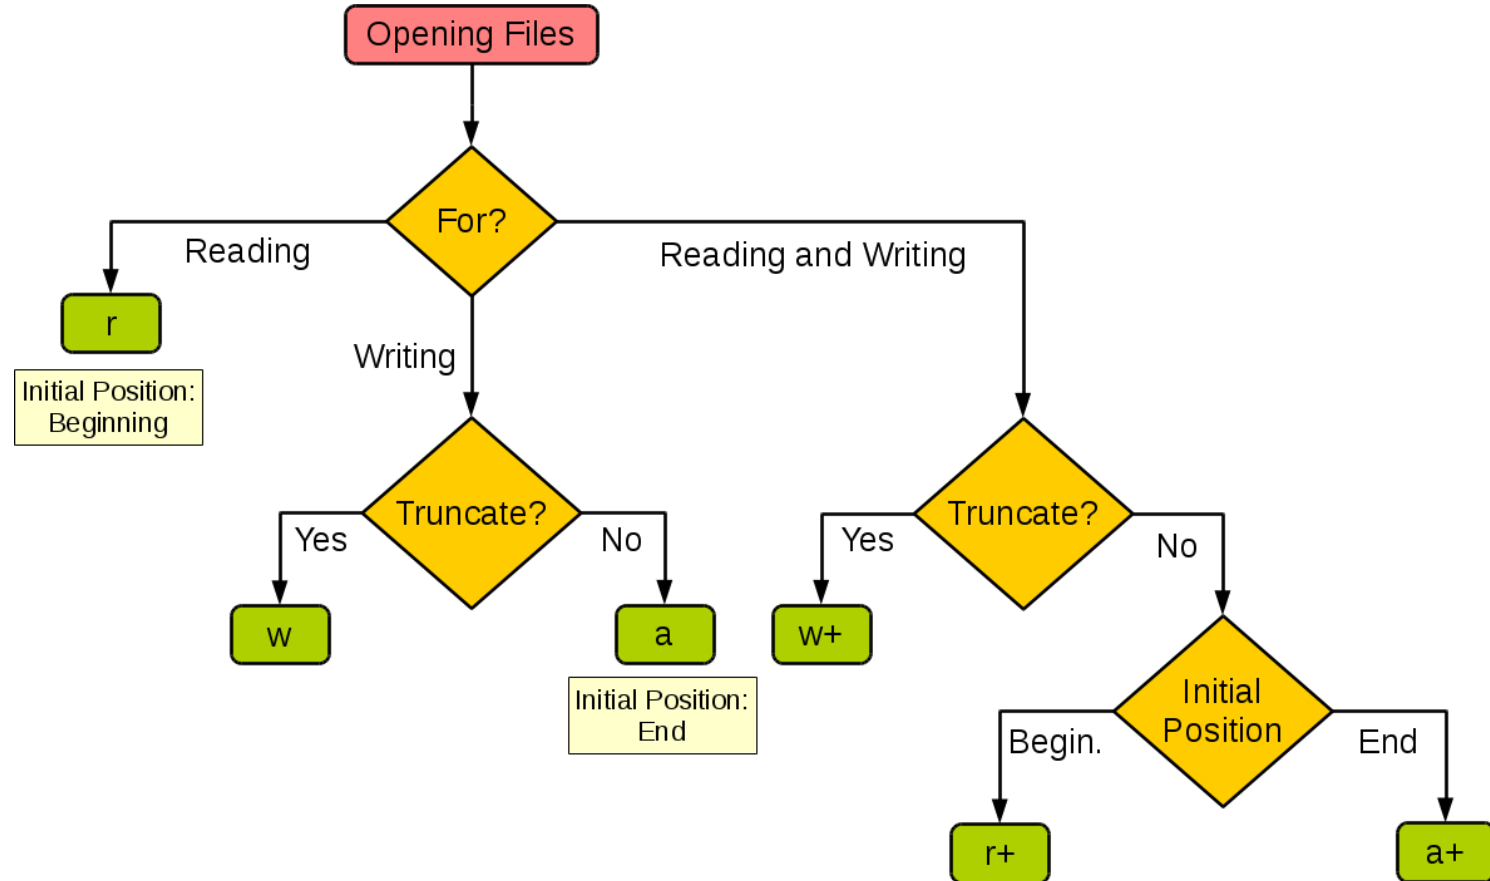 Opening Files
For?
Reading
Reading and Writing
r
Writing
Initial Position:
Beginning
Truncate?
Yes
No
w
a
Initial Position:
End
Truncate?
Yes
No
w+
Initial
Position
Begin.
End
r+
a+